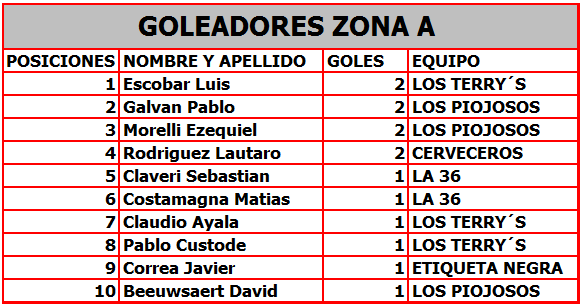 GOLEADORES ZONA A
POSICIONES NOMBRE Y APELLIDO GOLES EQUIPO
1 Escobar Luis 2 LOS TERRY´S
2 Galvan Pablo 2 LOS PIOJOSOS
3 Morelli Ezequiel 2 LOS PIOJOSOS
4 Rodriguez Lautaro 2 CERVECEROS
5 Claveri Sebastian 1 LA 36
6 Costamagna Matias 1 LA 36
7 Claudio Ayala 1 LOS TERRY´S
8 Pablo Custode 1 LOS TERRY´S
9 Correa Javier 1 ETIQUETA NEGRA
10 Beeuwsaert David 1 LOS PIOJOSOS